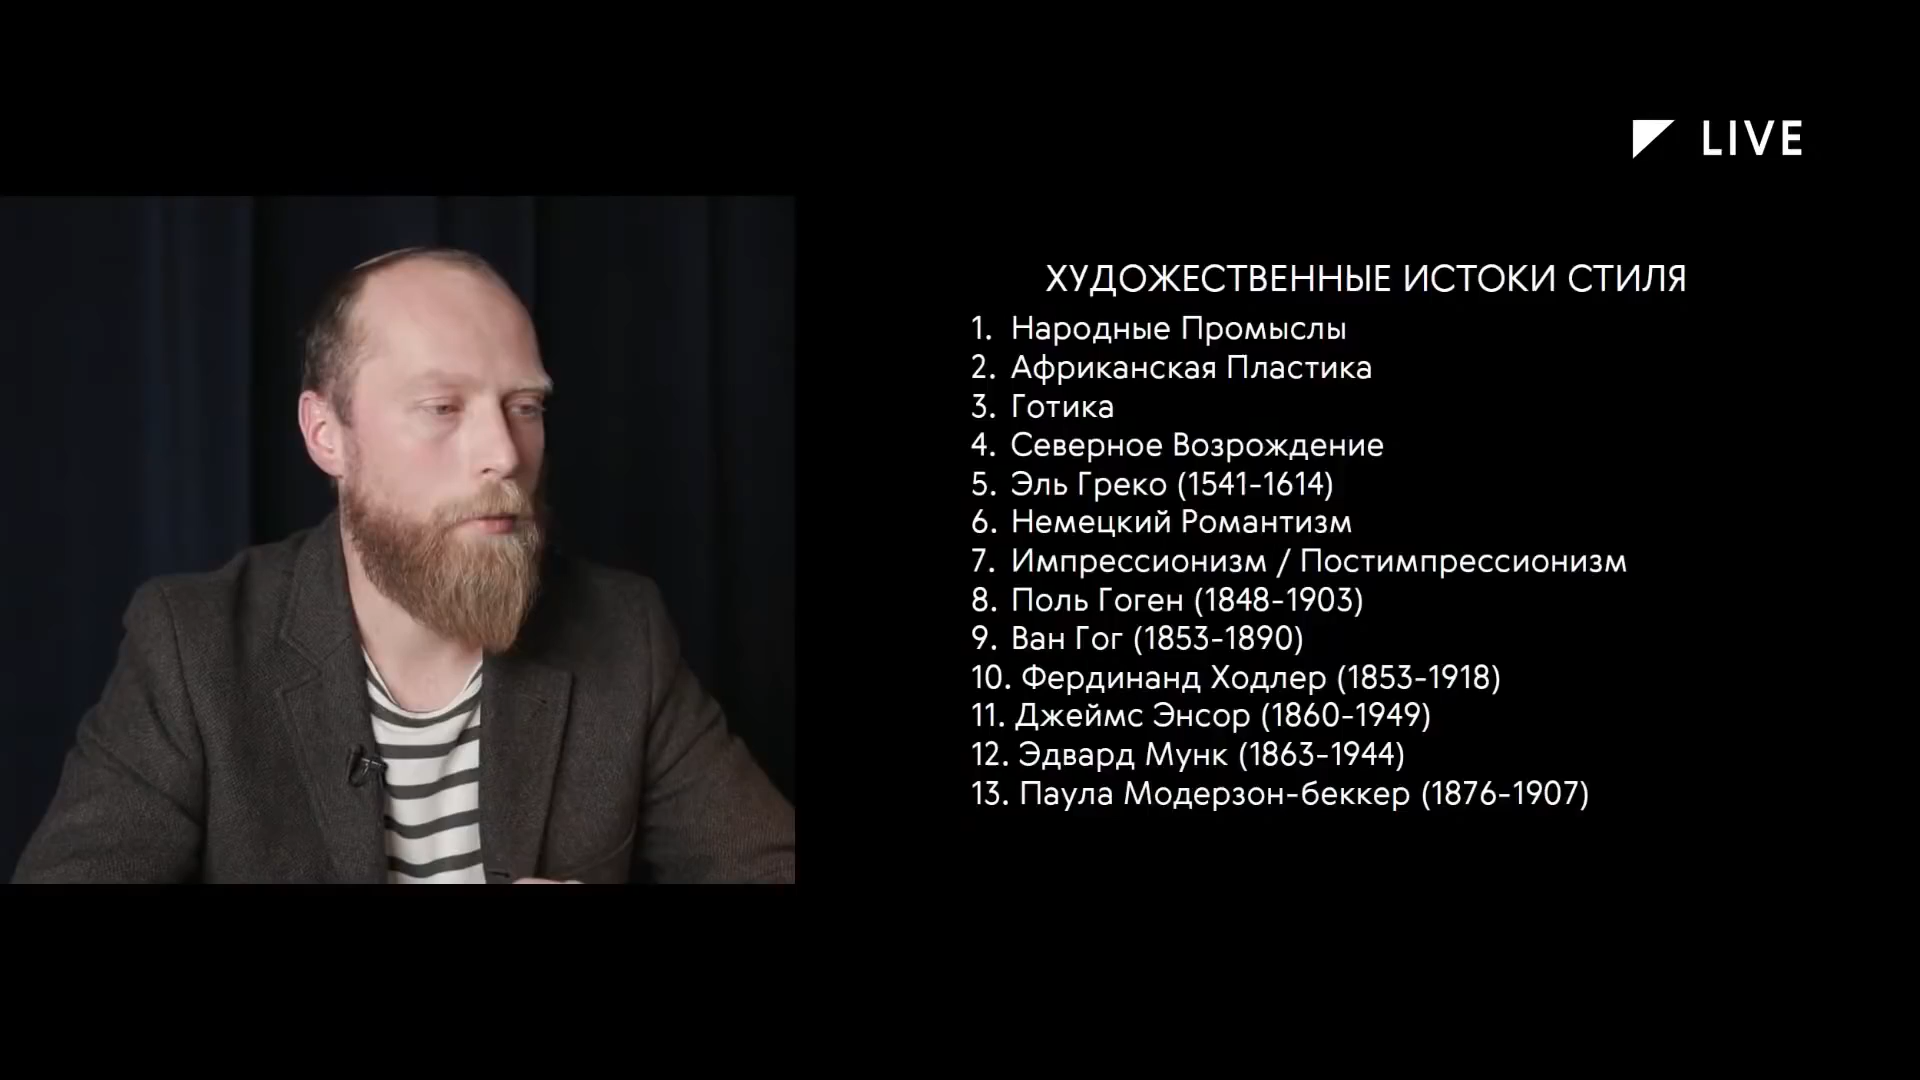 LIVE
ХУДОЖЕСТВЕННЫЕ ИСТОКИ СТИЛЯ
1. Народные Промыслы
2. Африканская Пластика
3. Готика
4. Северное Возрождение
5. Эль Греко (1541-1614)
6. Немецкий Романтизм
7. Импрессионизм / Постимпрессионизм
8. Поль Гоген (1848-1903)
9. Ван Гог (1853-1890)
10. Фердинанд Ходлер (1853-1918)
11. Джеймс Энсор (1860-1949)
12. Эдвард Мунк (1863-1944)
13. Паула Модерзон-беккер (1876-1907)